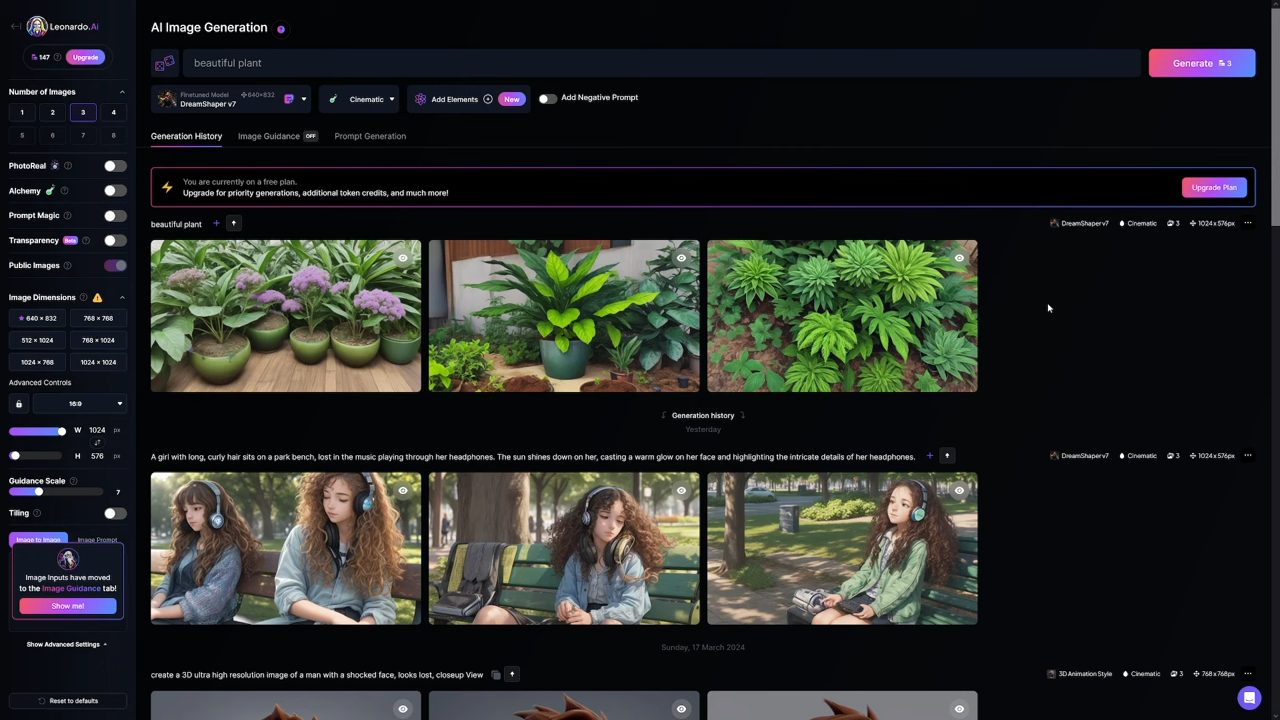 Leonardo.Ai
147
Upgrade
Number of Images
1 2 3 4
5 6 7 8
PhotoReal
Alchemy
Prompt Magic
Transparency Beta
Public Images
Image Dimensions
640 × 832 768 × 768
512 × 1024 768 × 1024
1024 × 768 1024 × 1024
Advanced Controls
16:9
W 1024 px
H 576 px
Guidance Scale
7
Tiling
Image to Image Image Prompt
Image Inputs have moved
to the Image Guidance tab!
Show me!
Show Advanced Settings
Reset to defaults
AI Image Generation
beautiful plant
Generate 3
Finetuned Model 640×832
DreamShaper v7
Cinematic
Add Elements New
Add Negative Prompt
Generation History Image Guidance OFF Prompt Generation
You are currently on a free plan.
Upgrade for priority generations, additional token credits, and much more!
Upgrade Plan
beautiful plant
DreamShaper v7 Cinematic 3 1024 x 576px
Generation history
Yesterday
A girl with long, curly hair sits on a park bench, lost in the music playing through her headphones. The sun shines down on her, casting a warm glow on her face and highlighting the intricate details of her headphones.
DreamShaper v7 Cinematic 3 1024 x 576px
Sunday, 17 March 2024
create a 3D ultra high resolution image of a man with a shocked face, looks lost, closeup View
3D Animation Style Cinematic 3 768 x 768px